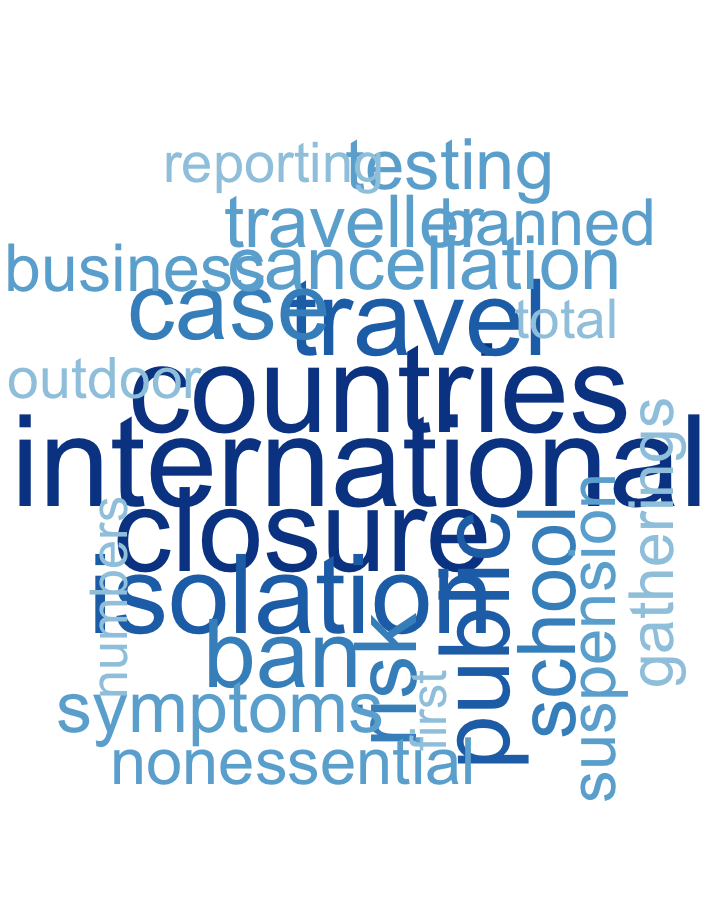 reporting
testing
traveller
banned
business
cancellation
case
travel
total
outdoor
countries
international
closure
isolation
numbers
ban
risk
first
public
school
suspension
gatherings
symptoms
nonessential